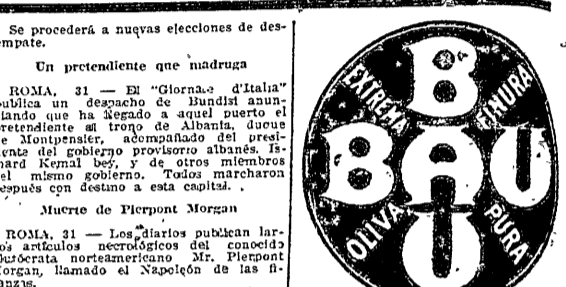 Se procederá a nuevas elecciones de des-
empate.
Un pretendiente que madruga
ROMA, 31 — El "Giornale d'Italia"
publica un despacho de Bundisi anun-
ciando que ha llegado a aquel puerto el
pretendiente al trono de Albania, duque
de Montpensier, acompañado del presi-
dente del gobierno provisorio albanés. Is-
hard Kemal bey, y de otros miembros
del mismo gobierno. Todos marcharon
después con destino a esta capital.
Muerte de Pierpont Morgan
ROMA, 31 — Los diarios publican lar-
gos artículos necrológicos del conocido
plutócrata norteamericano Mr. Pierpont
Morgan, llamado el Napoleón de las fi-
nanzas.
BAU
BAU
EXTREMA
FINURA
OLIVA
PURA